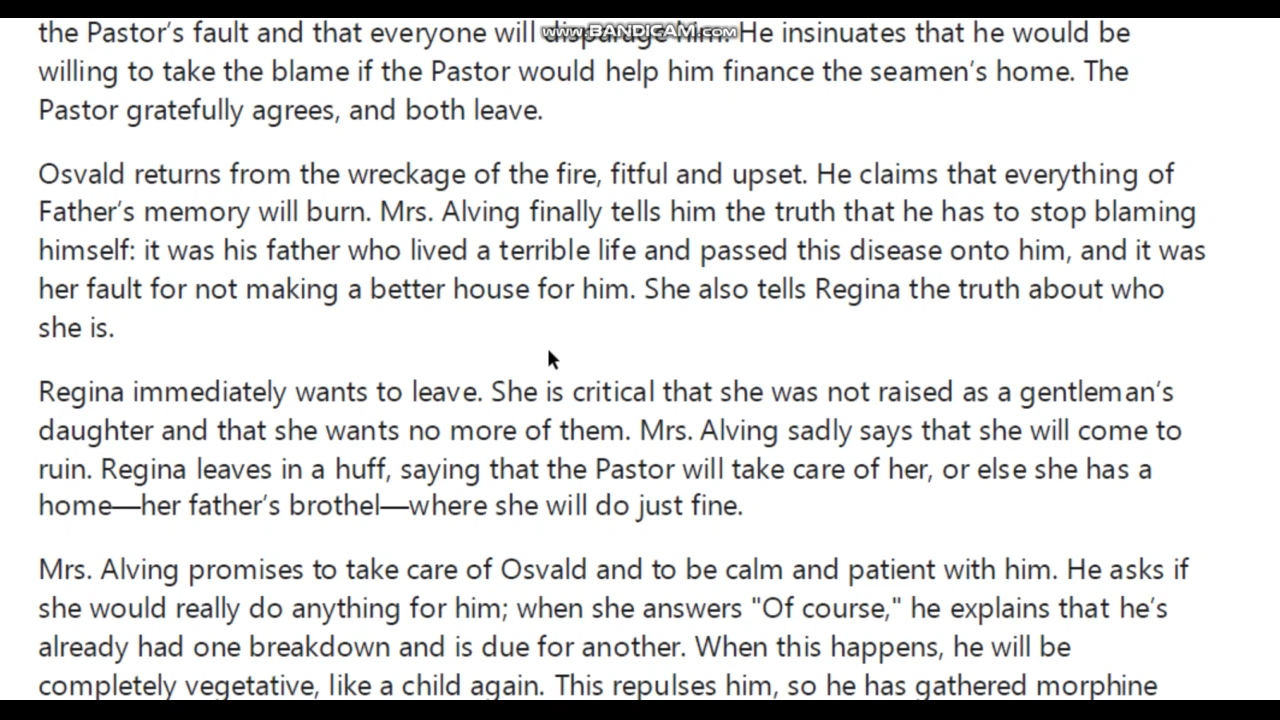 www.BANDICAM.com
the Pastor's fault and that everyone will disparage him. He insinuates that he would be
willing to take the blame if the Pastor would help him finance the seamen's home. The
Pastor gratefully agrees, and both leave.
Osvald returns from the wreckage of the fire, fitful and upset. He claims that everything of
Father's memory will burn. Mrs. Alving finally tells him the truth that he has to stop blaming
himself: it was his father who lived a terrible life and passed this disease onto him, and it was
her fault for not making a better house for him. She also tells Regina the truth about who
she is.
Regina immediately wants to leave. She is critical that she was not raised as a gentleman's
daughter and that she wants no more of them. Mrs. Alving sadly says that she will come to
ruin. Regina leaves in a huff, saying that the Pastor will take care of her, or else she has a
home—her father's brothel—where she will do just fine.
Mrs. Alving promises to take care of Osvald and to be calm and patient with him. He asks if
she would really do anything for him; when she answers "Of course," he explains that he's
already had one breakdown and is due for another. When this happens, he will be
completely vegetative, like a child again. This repulses him, so he has gathered morphine